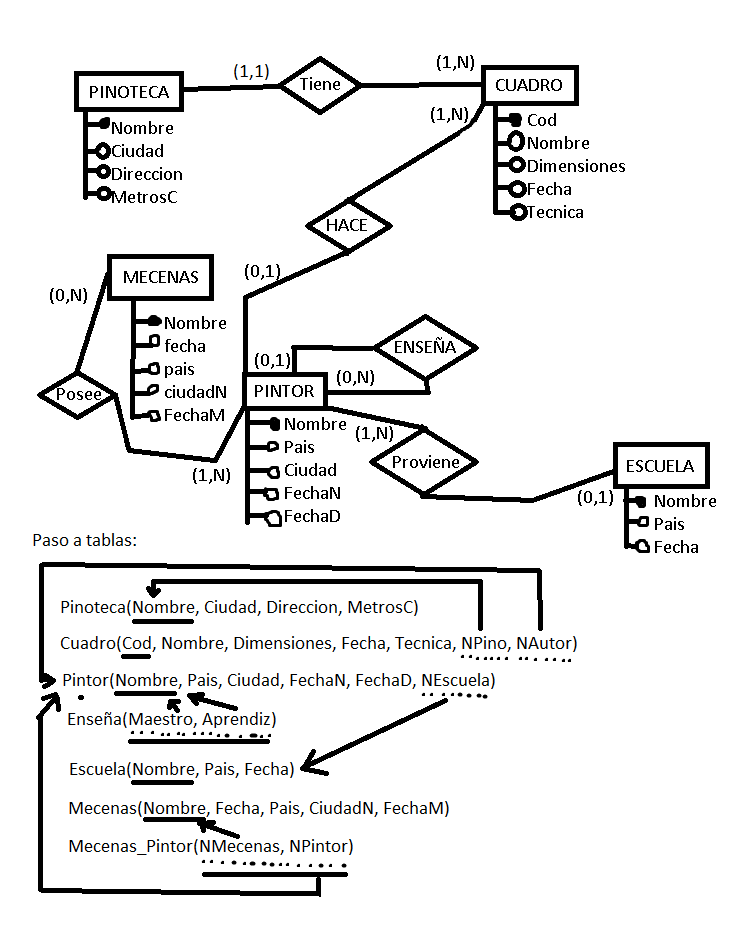 (1,1)
Tiene
(1,N)
PINOTECA
CUADRO
Nombre
Ciudad
Direccion
MetrosC
(1,N)
Cod
Nombre
Dimensiones
Fecha
Tecnica
HACE
(0,1)
MECENAS
(0,N)
Nombre
fecha
pais
ciudadN
FechaM
Posee
(1,N)
ENSEÑA
(0,1)
(0,N)
PINTOR
Nombre
Pais
Ciudad
FechaN
FechaD
(1,N)
Proviene
(0,1)
ESCUELA
Nombre
Pais
Fecha
Paso a tablas:
Pinoteca(Nombre, Ciudad, Direccion, MetrosC)
Cuadro(Cod, Nombre, Dimensiones, Fecha, Tecnica, NPino, NAutor)
Pintor(Nombre, Pais, Ciudad, FechaN, FechaD, NEscuela)
Enseña(Maestro, Aprendiz)
Escuela(Nombre, Pais, Fecha)
Mecenas(Nombre, Fecha, Pais, CiudadN, FechaM)
Mecenas_Pintor(NMecenas, NPintor)